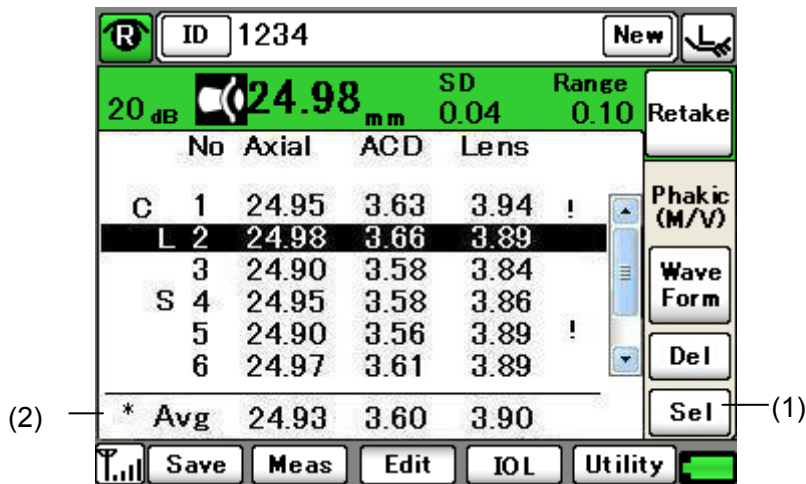 R ID 1234 New L
20 dB 24.98 mm SD 0.04 Range 0.10 Retake
No Axial ACD Lens
C 1 24.95 3.63 3.94 !
L 2 24.98 3.66 3.89
3 24.90 3.58 3.84
S 4 24.95 3.58 3.86
5 24.90 3.56 3.89 !
6 24.97 3.61 3.89
* Avg 24.93 3.60 3.90
Phakic
(M/V)
Wave
Form
Del
Sel
(1)
(2)
Save Meas Edit IOL Utility